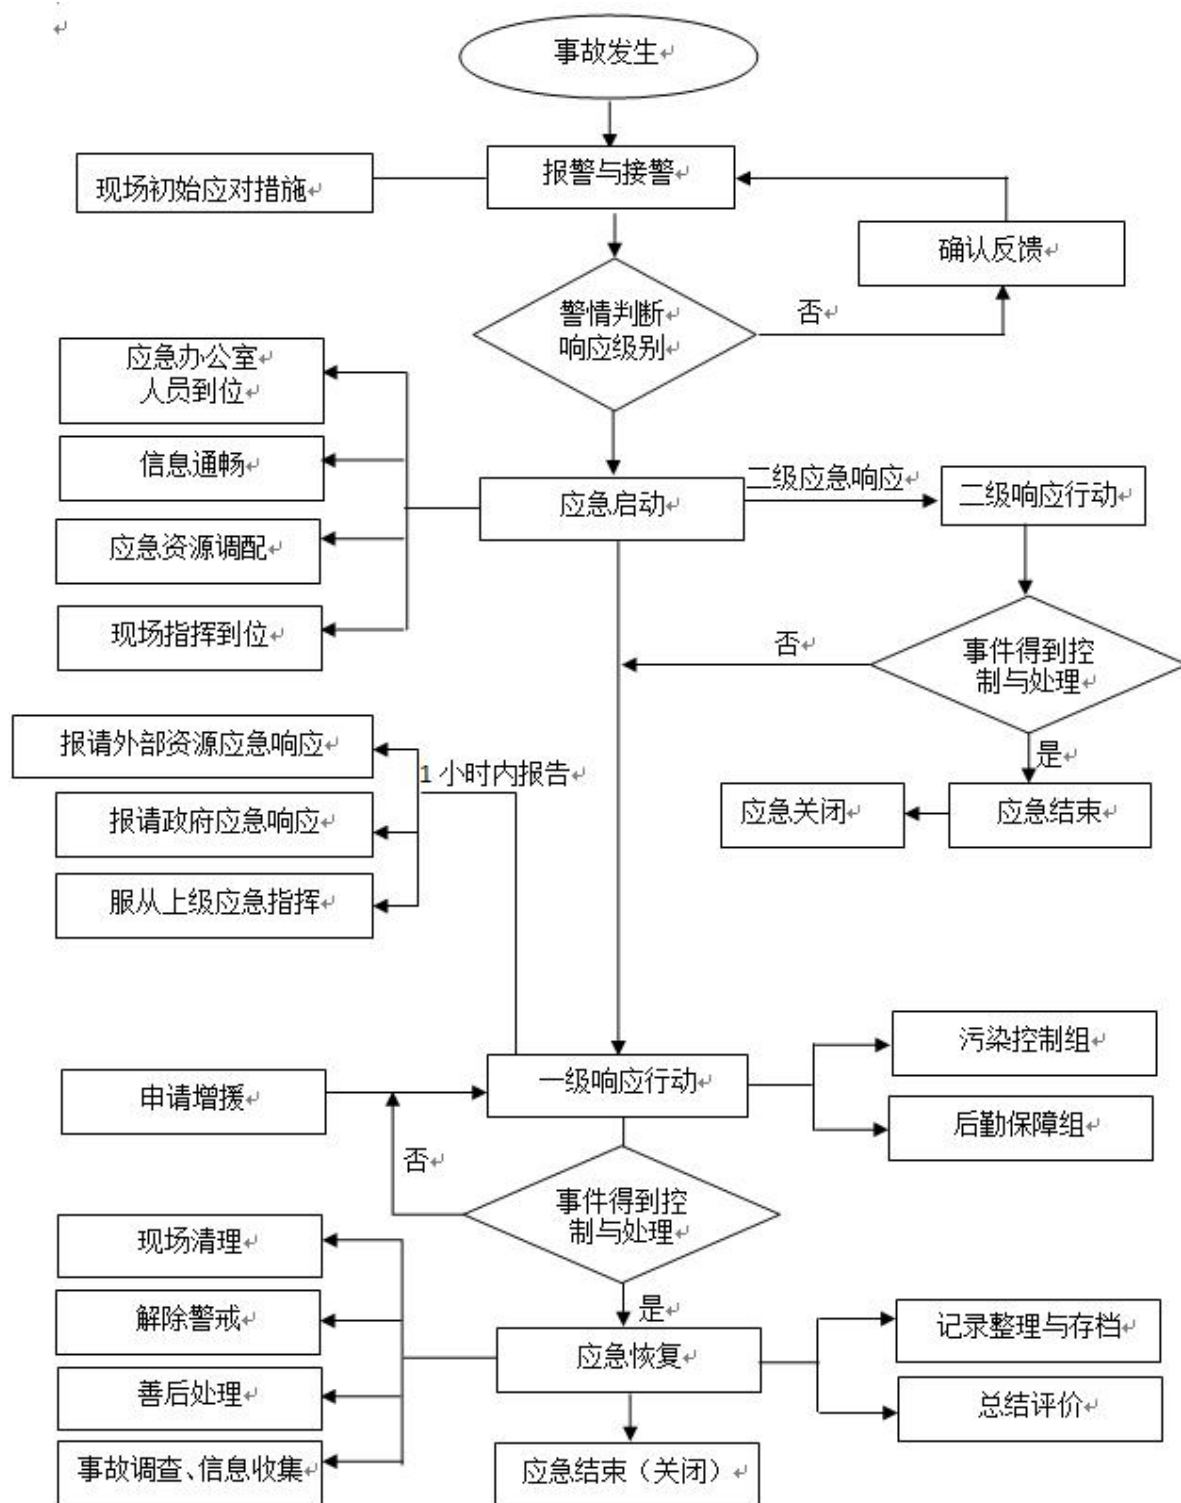 事故发生
报警与接警
现场初始应对措施
确认反馈
警情判断
响应级别
否
应急办公室
人员到位
信息通畅
应急资源调配
现场指挥到位
应急启动
二级应急响应
二级响应行动
事件得到控
制与处理
否
是
应急结束
应急关闭
报请外部资源应急响应
1 小时内报告
报请政府应急响应
服从上级应急指挥
污染控制组
一级响应行动
申请增援
后勤保障组
否
事件得到控
制与处理
现场清理
解除警戒
是
记录整理与存档
应急恢复
善后处理
总结评价
事故调查、信息收集
应急结束（关闭）